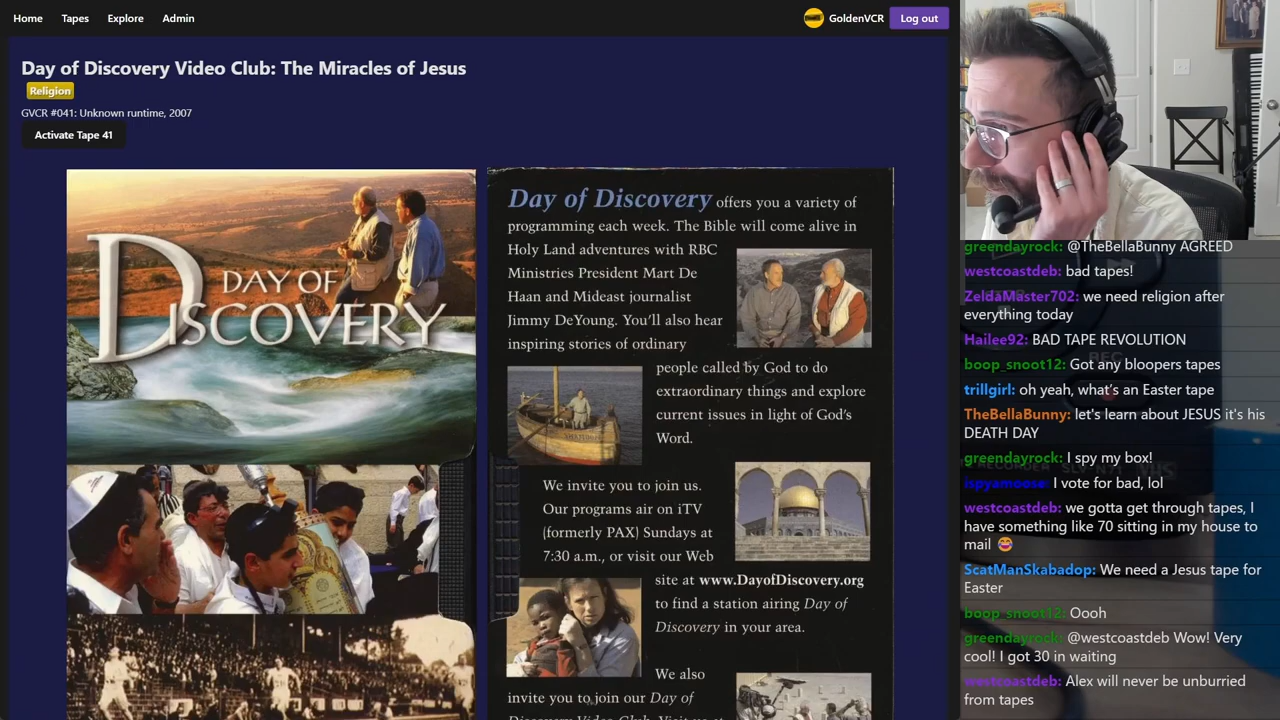 Home
Tapes
Explore
Admin
GoldenVCR
Log out
Day of Discovery Video Club: The Miracles of Jesus
Religion
GVCR #041: Unknown runtime, 2007
Activate Tape 41
DAY OF
DISCOVERY
Day of Discovery offers you a variety of
programming each week. The Bible will come alive in
Holy Land adventures with RBC
Ministries President Mart De
Haan and Mideast journalist
Jimmy DeYoung. You'll also hear
inspiring stories of ordinary
people called by God to do
extraordinary things and explore
current issues in light of God's
Word.
We invite you to join us.
Our programs air on iTV
(formerly PAX) Sundays at
7:30 a.m., or visit our Web
site at www.DayofDiscovery.org
to find a station airing Day of
Discovery in your area.
We also
invite you to join our Day of
Discovery Video Club. Visit us at
greendayrock: @TheBellaBunny AGREED
westcoastdeb: bad tapes!
ZeldaMaster702: we need religion after
everything today
Hailee92: BAD TAPE REVOLUTION
boop_snoot12: Got any bloopers tapes
trillgirl: oh yeah, what's an Easter tape
TheBellaBunny: let's learn about JESUS it's his
DEATH DAY
greendayrock: I spy my box!
ispyamoose: I vote for bad, lol
westcoastdeb: we gotta get through tapes, I
have something like 70 sitting in my house to
mail 😅
ScatManSkabadop: We need a Jesus tape for
Easter
boop_snoot12: Oooh
greendayrock: @westcoastdeb Wow! Very
cool! I got 30 in waiting
westcoastdeb: Alex will never be unburried
from tapes